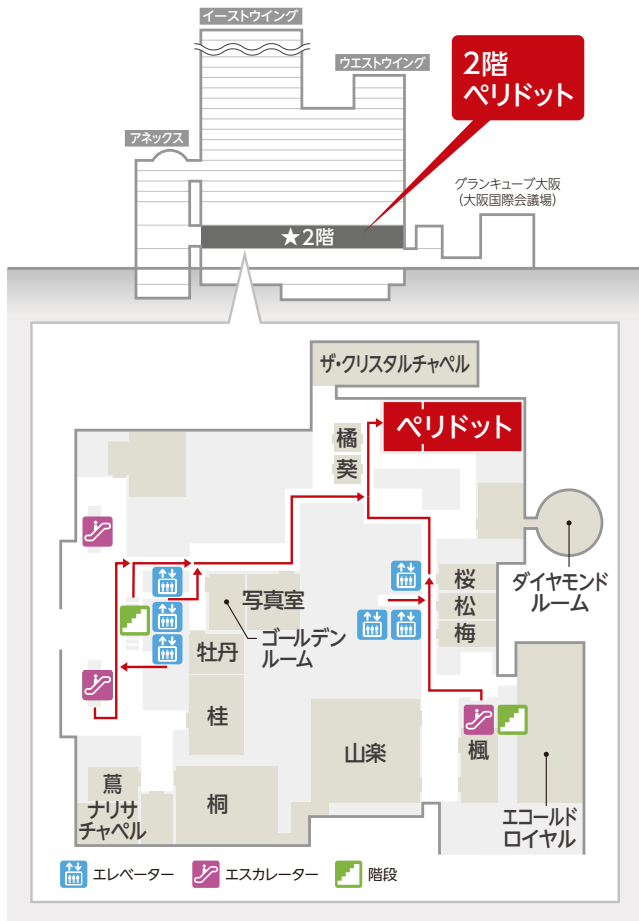 イーストウイング
ウエストウイング
2階
ペリドット
アネックス
グランキューブ大阪
(大阪国際会議場)
★2階
ザ・クリスタルチャペル
ペリドット
橘
葵
桜
松
梅
ダイヤモンド
ルーム
写真室
ゴールデン
ルーム
牡丹
桂
山楽
楓
蔦
ナリサ
チャペル
桐
エコールド
ロイヤル
エレベーター
エスカレーター
階段